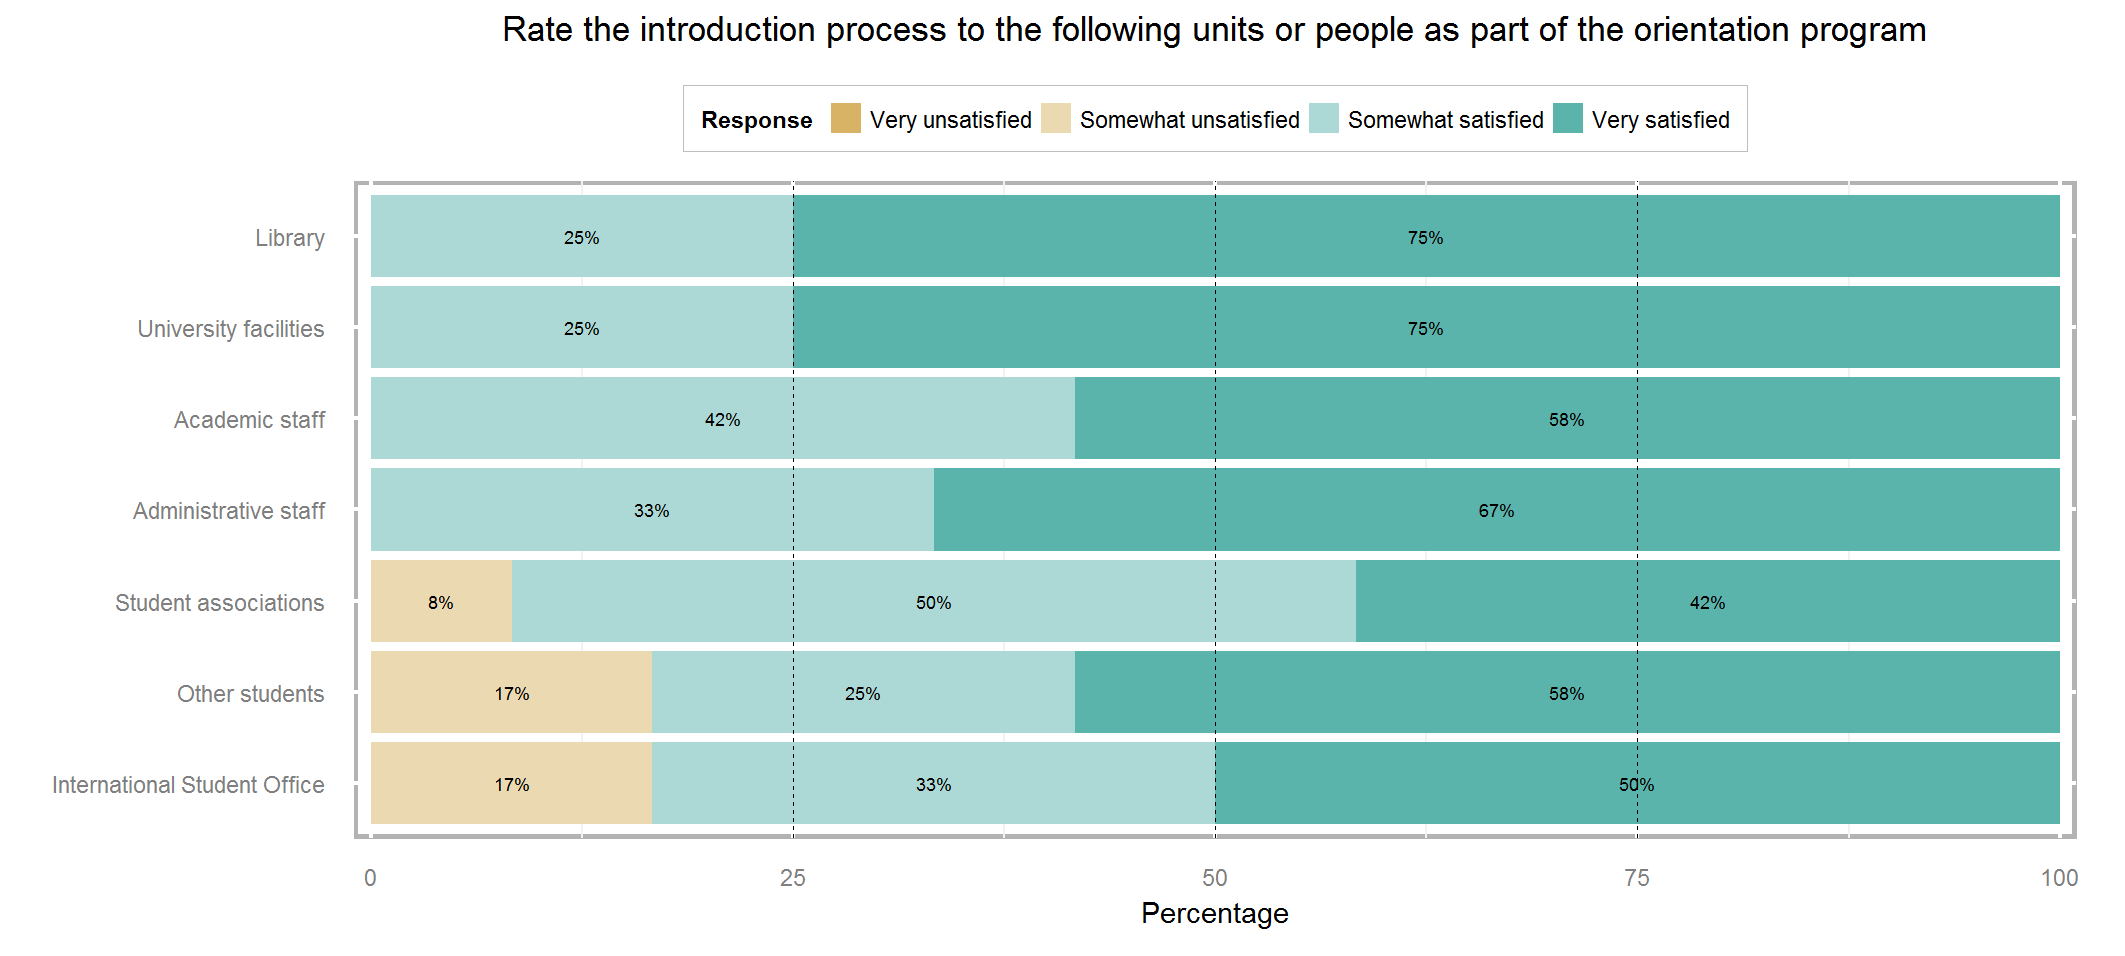 Rate the introduction process to the following units or people as part of the orientation program
Response Very unsatisfied Somewhat unsatisfied Somewhat satisfied Very satisfied
Library 25% 75%
University facilities 25% 75%
Academic staff 42% 58%
Administrative staff 33% 67%
Student associations 8% 50% 42%
Other students 17% 25% 58%
International Student Office 17% 33% 50%
0 25 50 75 100
Percentage